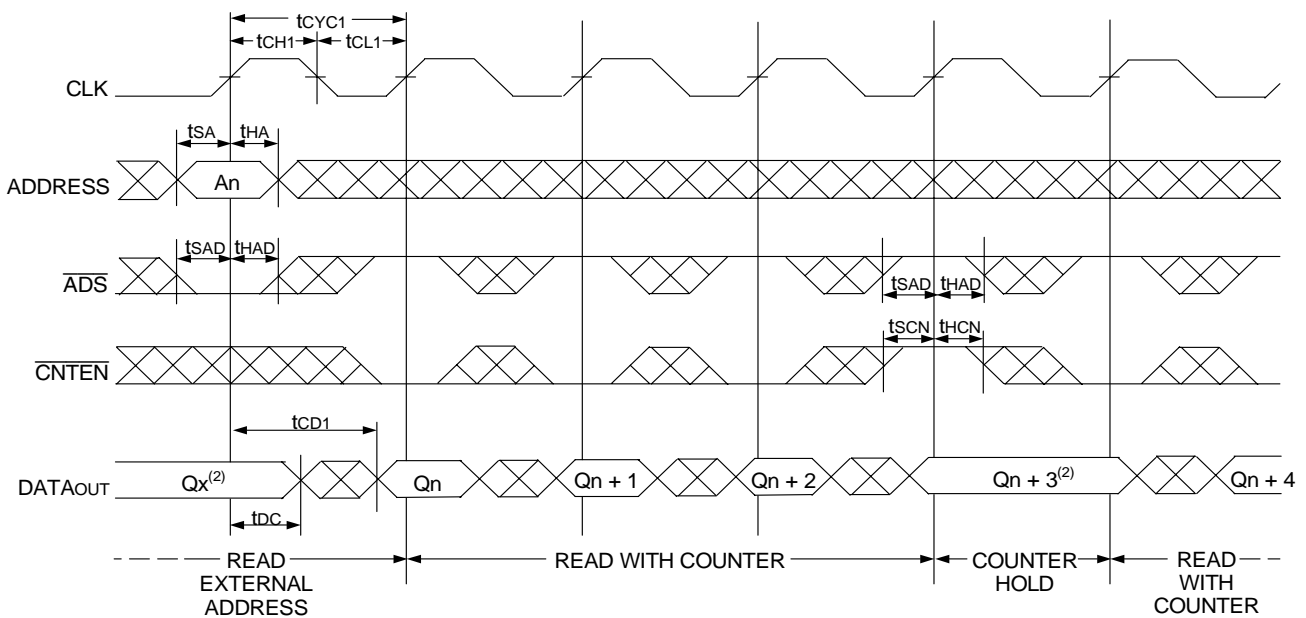 tCYC1
tCH1 tCL1
CLK
tSA tHA
ADDRESS An
tSAD tHAD
ADS
tSAD tHAD
tSCN tHCN
CNTEN
tCD1
DATAOUT Qx(2) Qn Qn + 1 Qn + 2 Qn + 3(2) Qn + 4
tDC
READ EXTERNAL ADDRESS
READ WITH COUNTER
COUNTER HOLD
READ WITH COUNTER